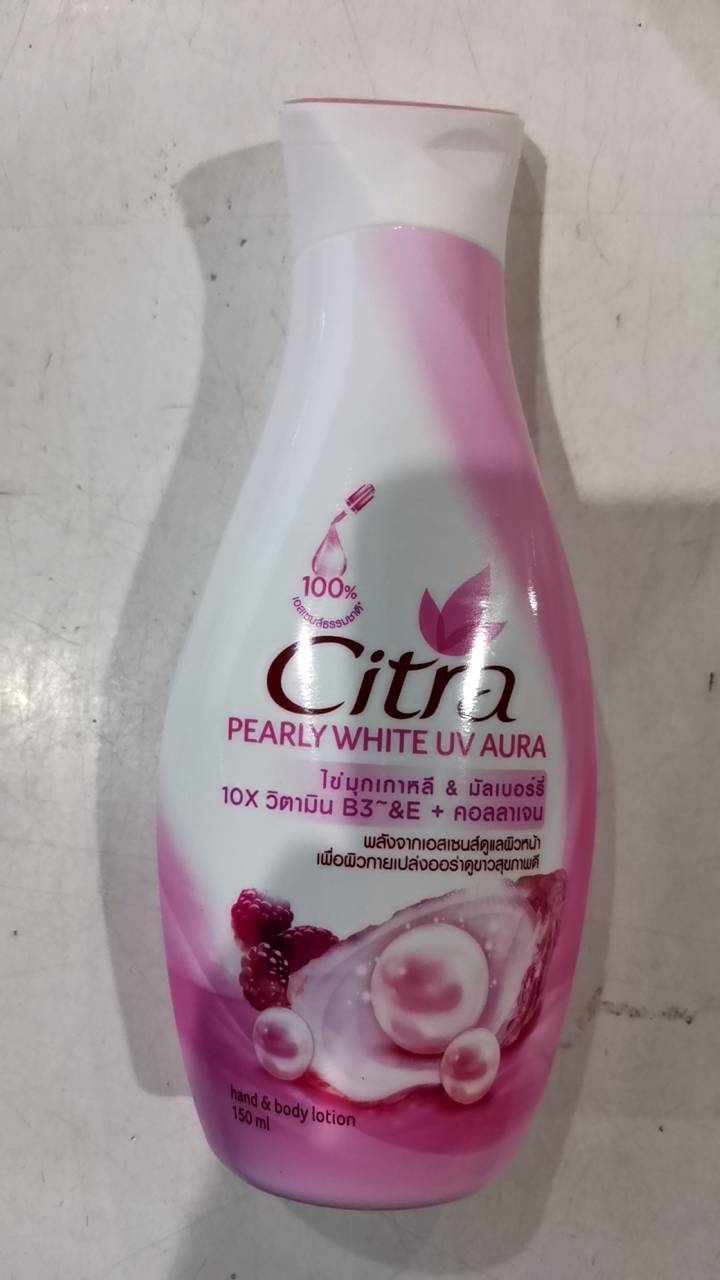 100%
เอสเซนส์ธรรมชาติ*
Citra
PEARLY WHITE UV AURA
ไข่มุกเกาหลี & มัลเบอร์รี่
10X วิตามิน B3~&E + คอลลาเจน
พลังจากเอสเซนส์ดูแลผิวหน้า
เพื่อผิวกายเปล่งออร่าดูขาวสุขภาพดี
hand & body lotion
150 ml